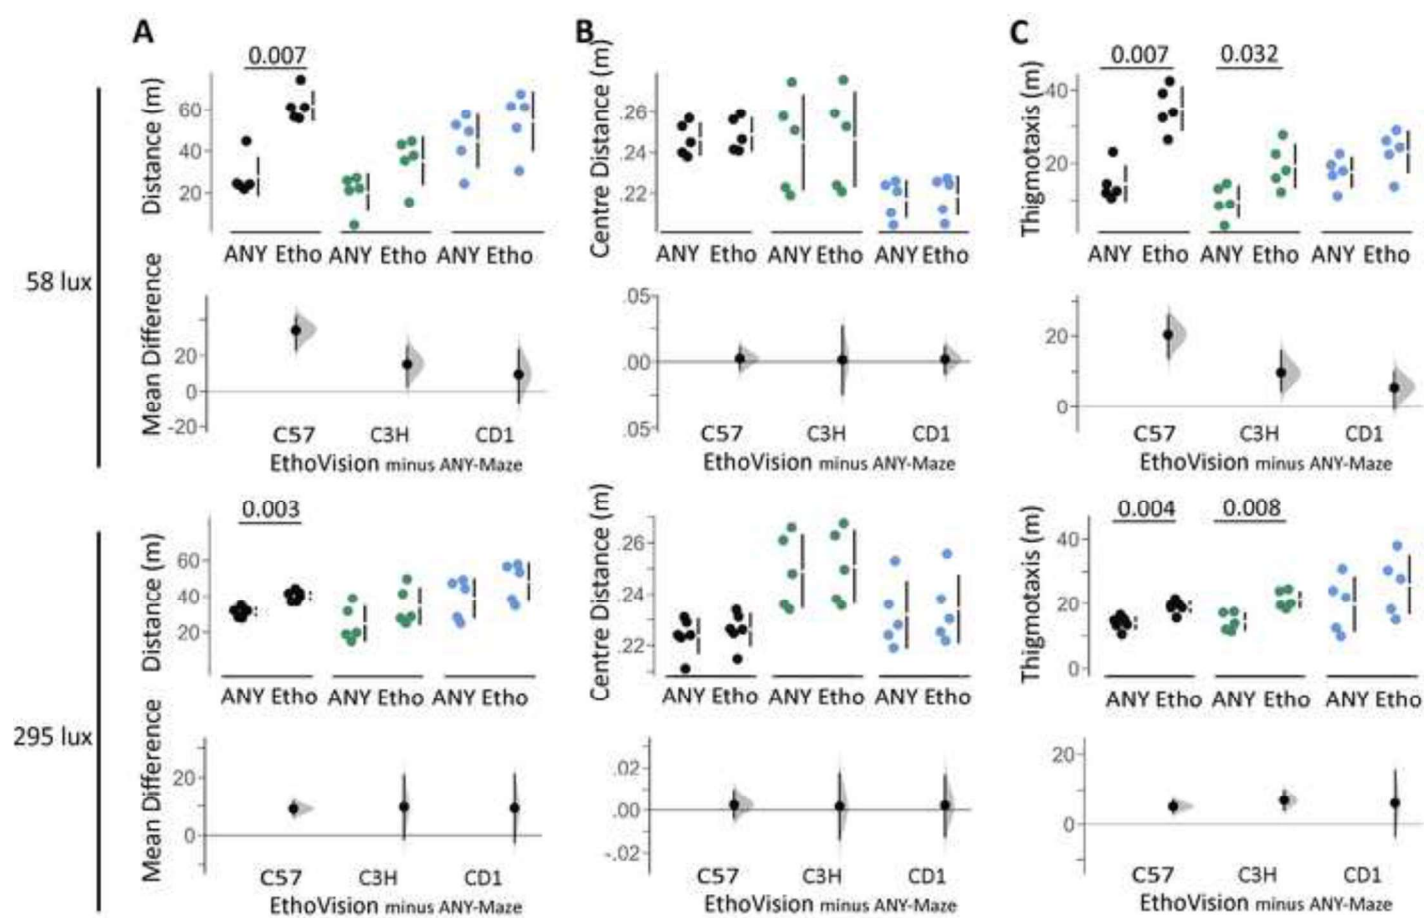 A
B
C
58 lux
0.007
Distance (m)
60
40
20
ANY Etho ANY Etho ANY Etho
Centre Distance (m)
.26
.24
.22
ANY Etho ANY Etho ANY Etho
0.007
0.032
Thigmotaxis (m)
40
20
ANY Etho ANY Etho ANY Etho
Mean Difference
20
0
-20
C57 C3H CD1
EthoVision minus ANY-Maze
.05
.00
.05
C57 C3H CD1
EthoVision minus ANY-Maze
20
0
C57 C3H CD1
EthoVision minus ANY-Maze
295 lux
0.003
Distance (m)
60
40
20
ANY Etho ANY Etho ANY Etho
Centre Distance (m)
.26
.24
.22
ANY Etho ANY Etho ANY Etho
0.004
0.008
Thigmotaxis (m)
40
20
0
ANY Etho ANY Etho ANY Etho
Mean Difference
20
0
C57 C3H CD1
EthoVision minus ANY-Maze
.02
.00
-.02
C57 C3H CD1
EthoVision minus ANY-Maze
20
0
C57 C3H CD1
EthoVision minus ANY-Maze